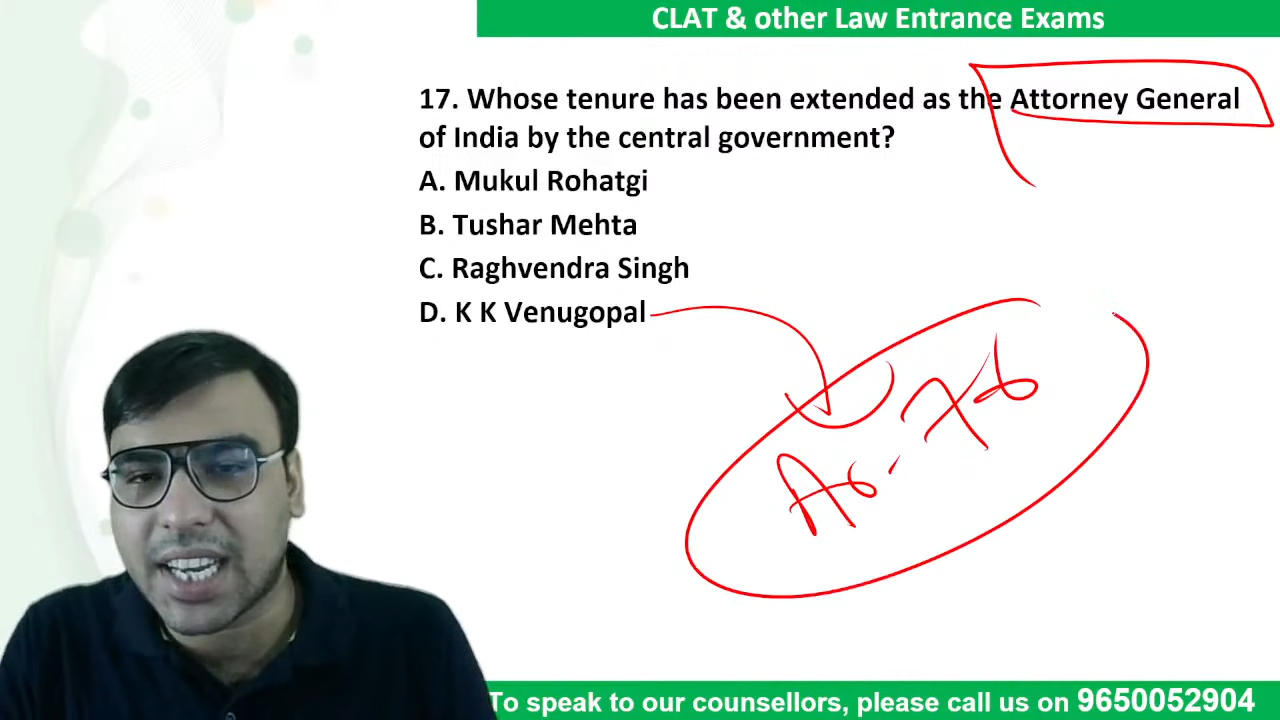 CLAT & other Law Entrance Exams
17. Whose tenure has been extended as the Attorney General
of India by the central government?
A. Mukul Rohatgi
B. Tushar Mehta
C. Raghvendra Singh
D. K K Venugopal
Ar-76
To speak to our counsellors, please call us on 9650052904